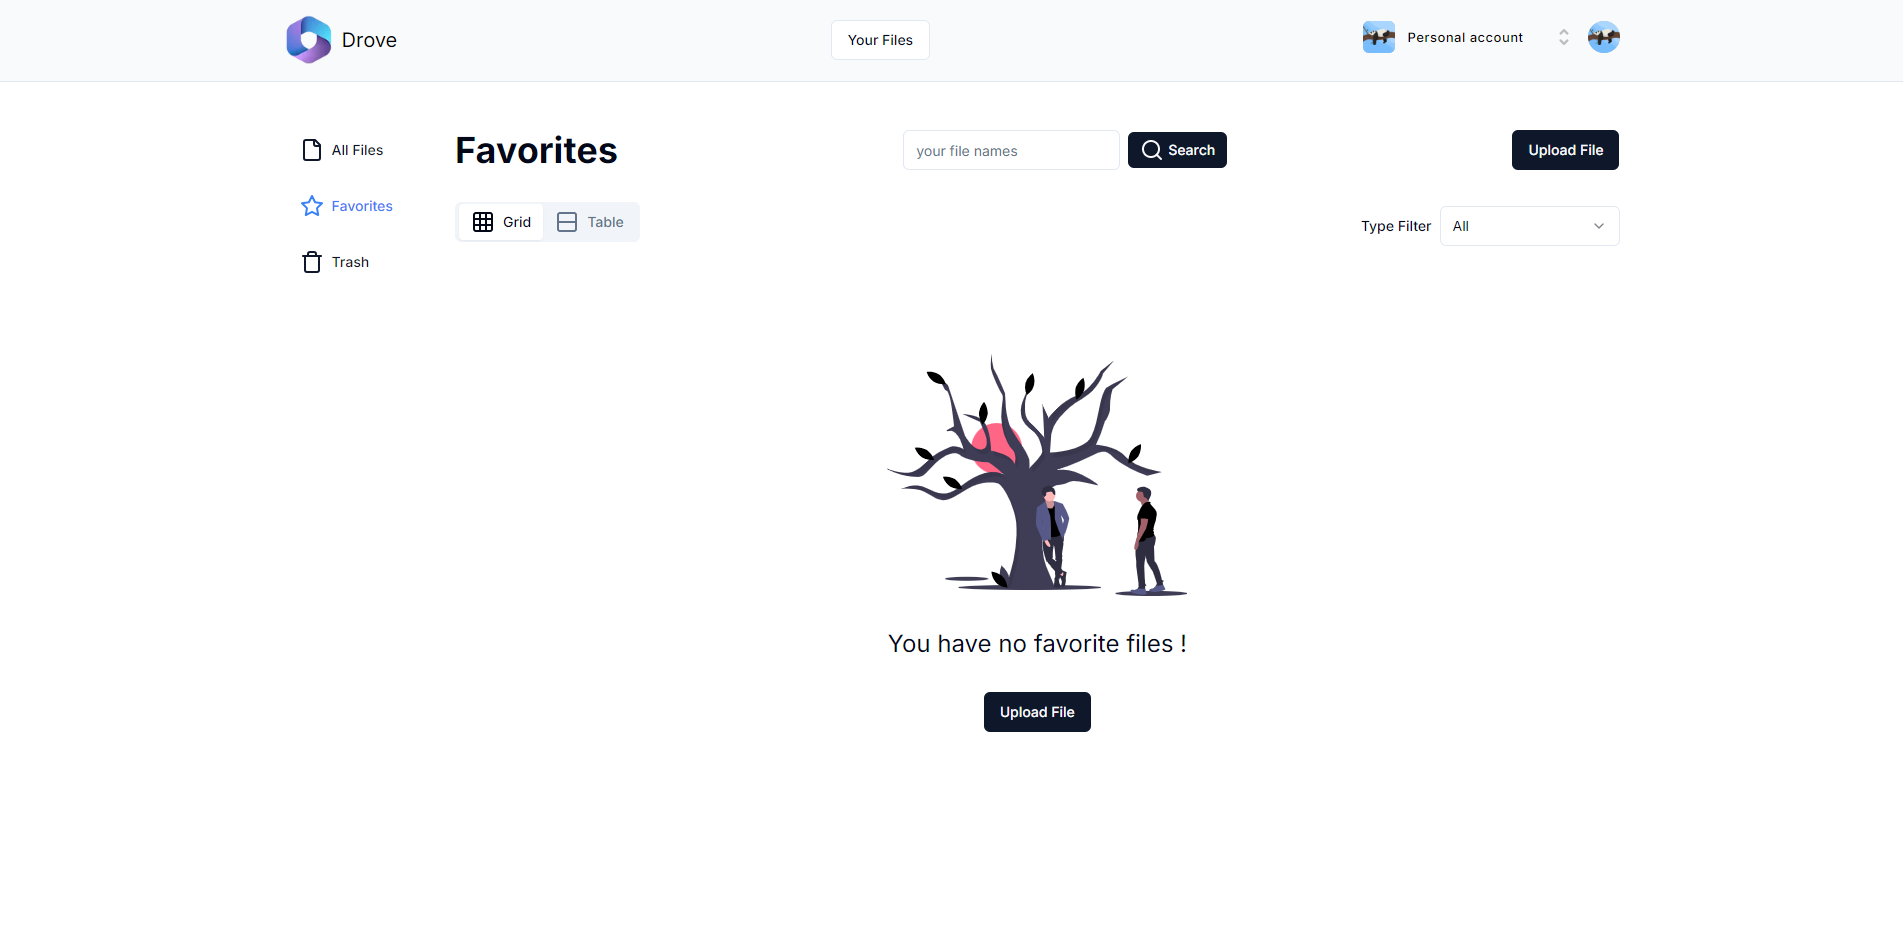 Drove
Your Files
Personal account
All Files
Favorites
Trash
Favorites
your file names
Search
Upload File
Grid
Table
Type Filter
All
You have no favorite files !
Upload File